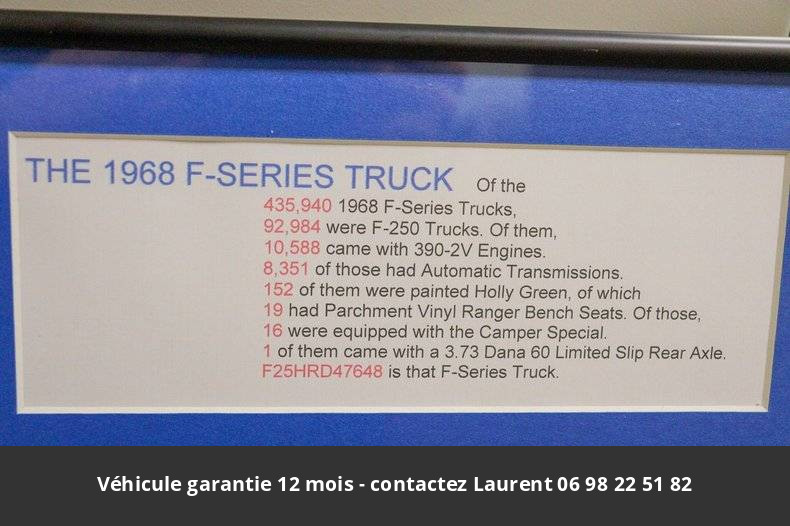 THE 1968 F-SERIES TRUCK Of the
435,940 1968 F-Series Trucks,
92,984 were F-250 Trucks. Of them,
10,588 came with 390-2V Engines.
8,351 of those had Automatic Transmissions.
152 of them were painted Holly Green, of which
19 had Parchment Vinyl Ranger Bench Seats. Of those,
16 were equipped with the Camper Special.
1 of them came with a 3.73 Dana 60 Limited Slip Rear Axle.
F25HRD47648 is that F-Series Truck.
Véhicule garantie 12 mois - contactez Laurent 06 98 22 51 82